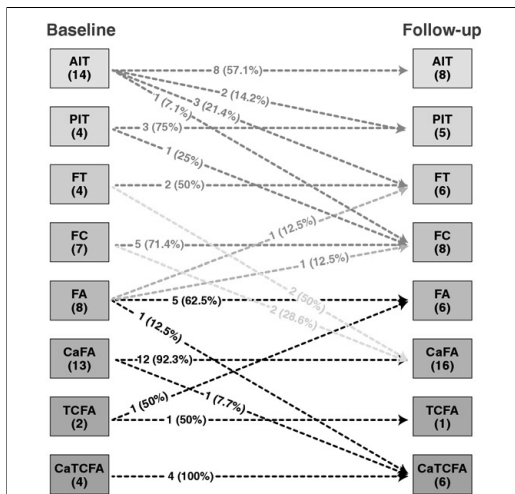 Baseline Follow-up
AIT
(14)
8 (57.1%)
AIT
(8)
2 (14.2%)
3 (21.4%)
1 (7.1%)
PIT
(4)
3 (75%)
PIT
(5)
1 (25%)
FT
(4)
2 (50%)
FT
(6)
1 (12.5%)
FC
(7)
5 (71.4%)
FC
(8)
1 (12.5%)
2 (50%)
FA
(8)
5 (62.5%)
FA
(6)
2 (28.6%)
1 (12.5%)
CaFA
(13)
12 (92.3%)
CaFA
(16)
1 (7.7%)
1 (50%)
TCFA
(2)
1 (50%)
TCFA
(1)
CaTCFA
(4)
4 (100%)
CaTCFA
(6)